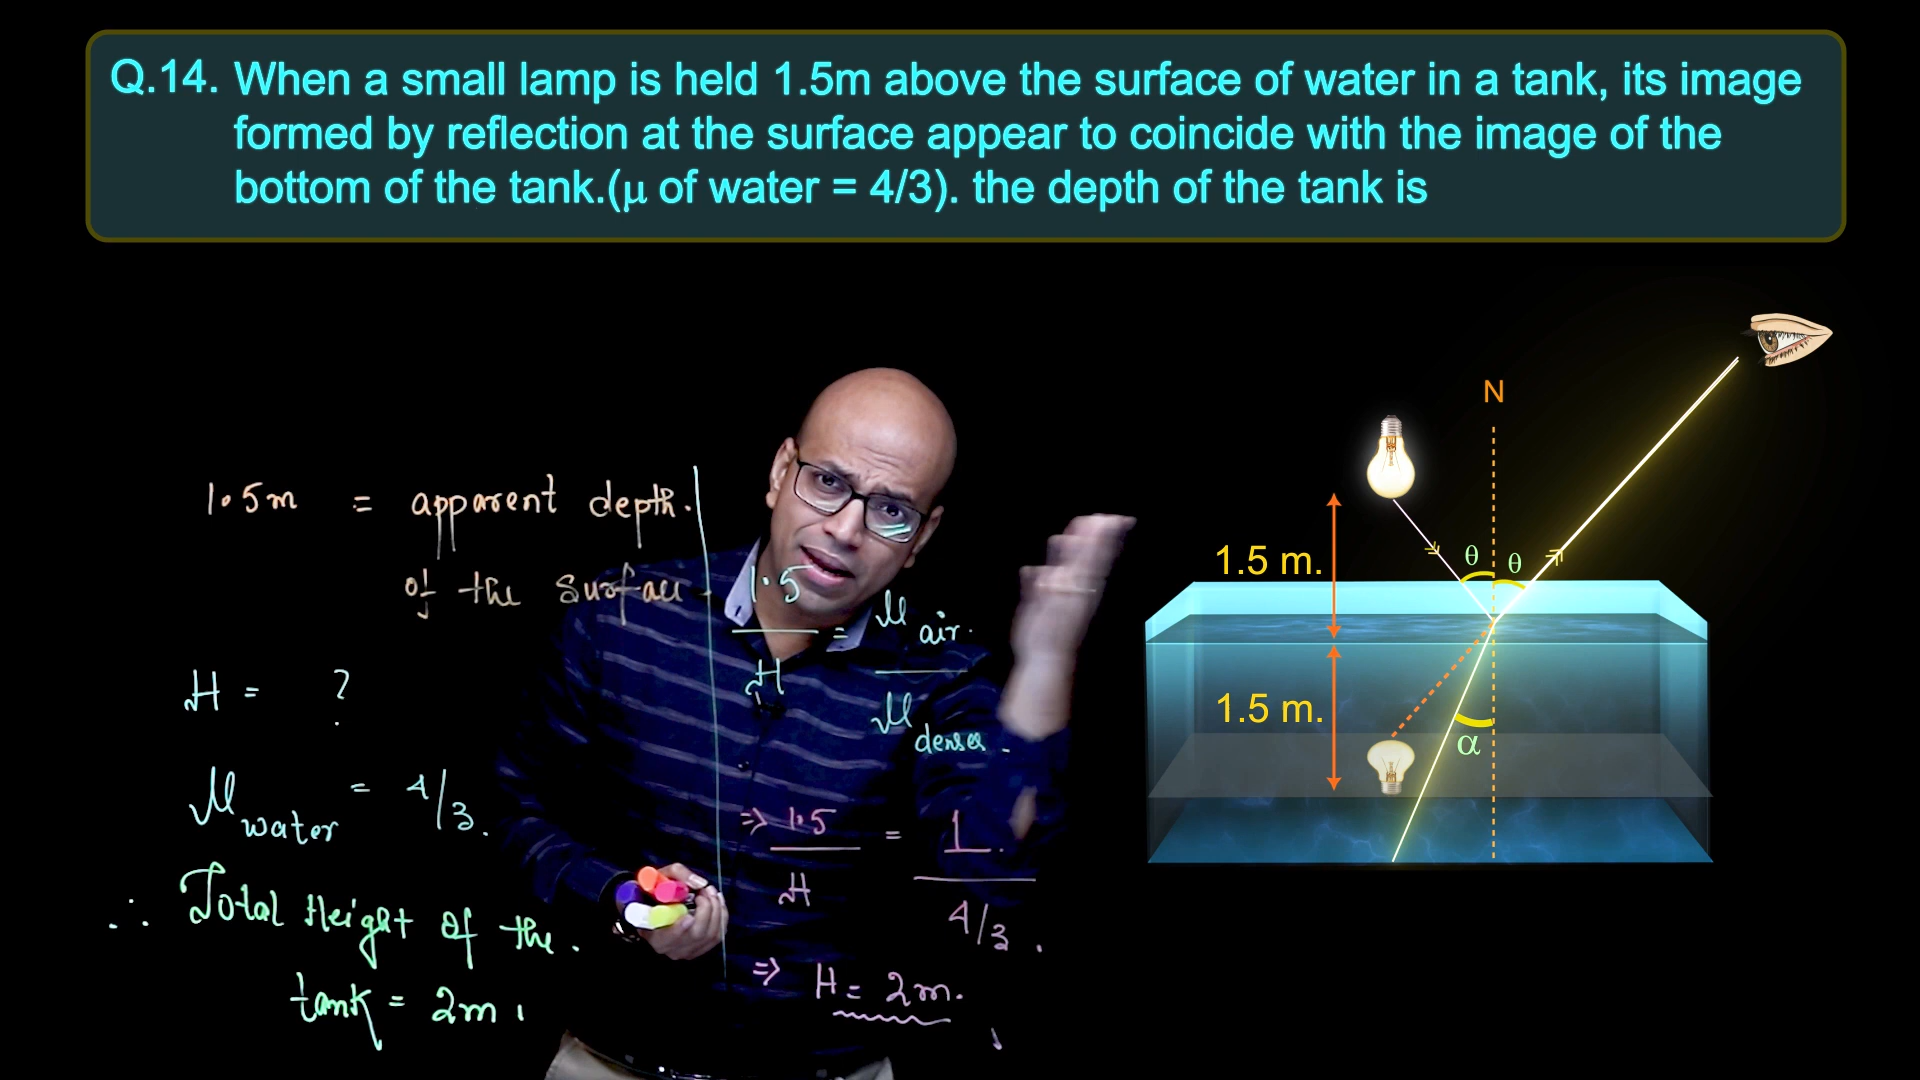 Q.14. When a small lamp is held 1.5m above the surface of water in a tank, its image
formed by reflection at the surface appear to coincide with the image of the
bottom of the tank.(μ of water = 4/3). the depth of the tank is
1.5m = apparent depth.
of the surface
H = ?
μ water = 4/3.
∴ Total Height of the.
tank = 2m
1.5 / H = μ air. / μ denser.
⇒ 1.5 / H = 1. / 4/3.
⇒ H = 2m.
N
1.5 m.
θ θ
1.5 m.
α